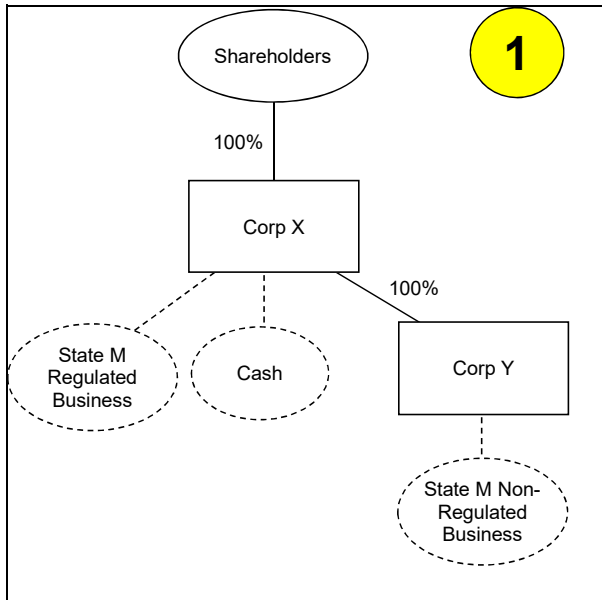 Shareholders
1
100%
Corp X
100%
State M
Regulated
Business
Cash
Corp Y
State M Non-
Regulated
Business